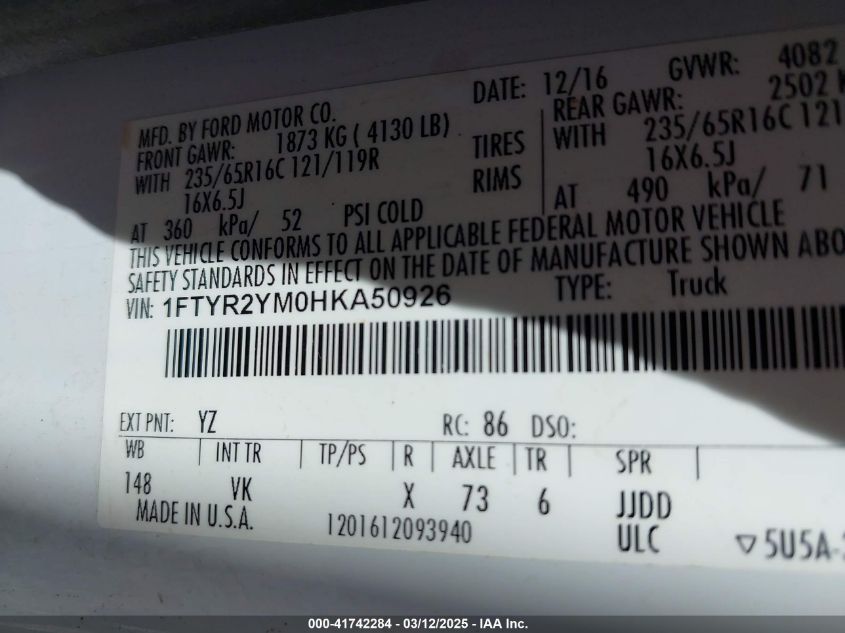 MFD. BY FORD MOTOR CO. DATE: 12/16 GVWR: 4082
FRONT GAWR: 1873 KG ( 4130 LB) REAR GAWR: 2502
WITH 235/65R16C 121/119R TIRES WITH 235/65R16C 121
16X6.5J RIMS 16X6.5J
AT 360 kPa/ 52 PSI COLD AT 490 kPa/ 71
THIS VEHICLE CONFORMS TO ALL APPLICABLE FEDERAL MOTOR VEHICLE
SAFETY STANDARDS IN EFFECT ON THE DATE OF MANUFACTURE SHOWN ABO
VIN: 1FTYR2YM0HKA50926 TYPE: Truck
EXT PNT: YZ RC: 86 DSO:
WB | INT TR | TP/PS | R | AXLE | TR | SPR |
148 VK X 73 6 JJDD
MADE IN U.S.A. 1201612093940 ULC ▽5U5A-
000-41742284 - 03/12/2025 - IAA Inc.